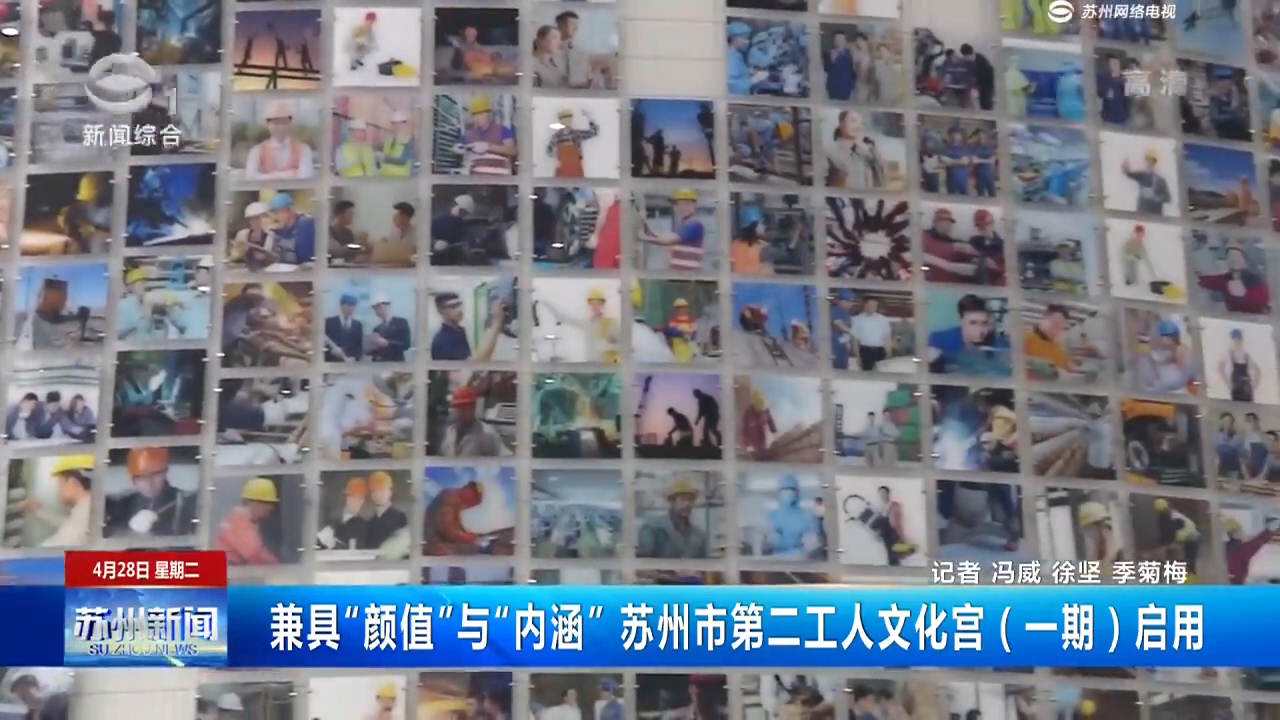 苏州网络电视
高清
1
新闻综合
记者 冯威 徐坚 季菊梅
4月28日 星期二
苏州新闻
SUZHOU NEWS
兼具“颜值”与“内涵” 苏州市第二工人文化宫（一期）启用